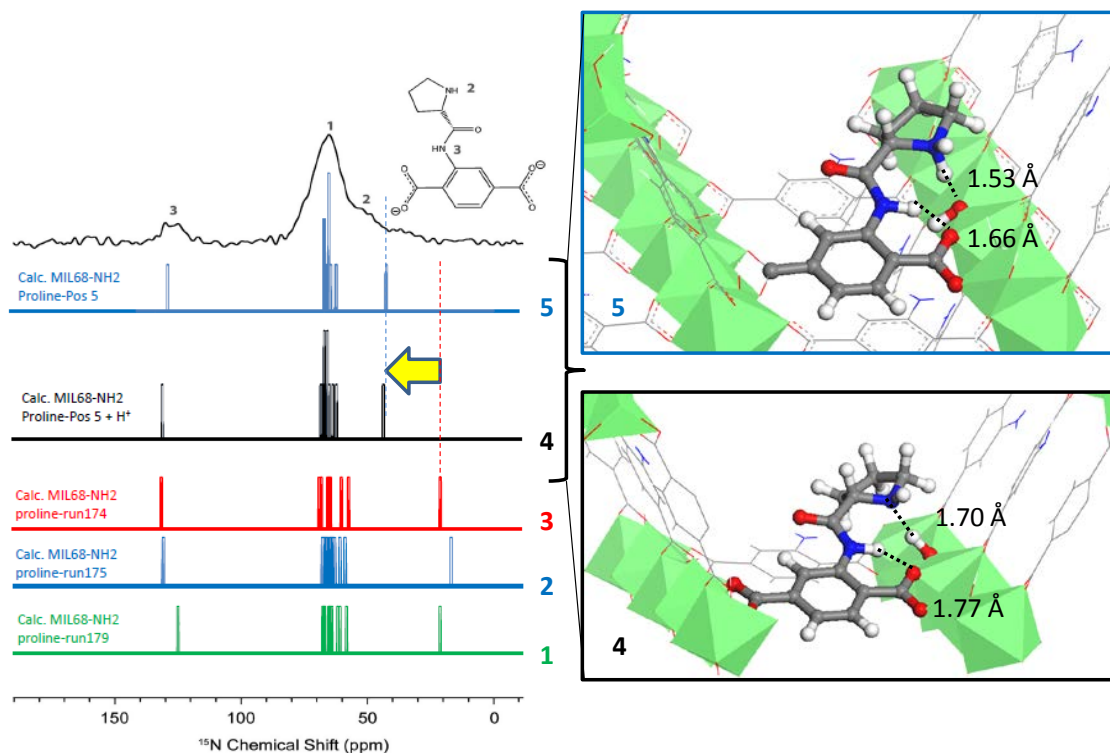 2
NH
O
NH
3
O
O
O
O
1
2
3
Calc. MIL68-NH2
Proline-Pos 5
5
Calc. MIL68-NH2
Proline-Pos 5 + H⁺
4
Calc. MIL68-NH2
proline-run174
3
Calc. MIL68-NH2
proline-run175
2
Calc. MIL68-NH2
proline-run179
1
150 100 50 0
¹⁵N Chemical Shift (ppm)
1.53 Å
1.66 Å
5
1.70 Å
1.77 Å
4